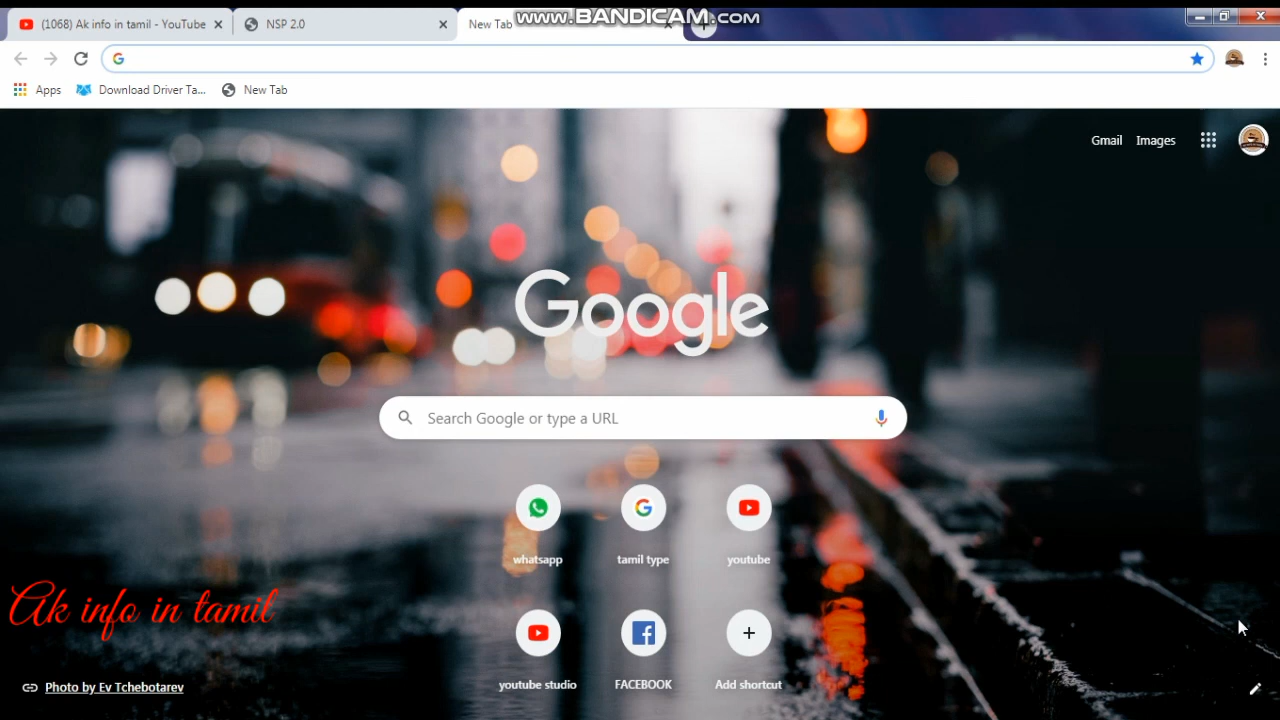 www.BANDICAM.COM
(1068) Ak info in tamil - YouTube
NSP 2.0
New Tab
Apps
Download Driver Ta...
New Tab
Gmail
Images
Google
Search Google or type a URL
whatsapp
tamil type
youtube
Ak info in tamil
youtube studio
FACEBOOK
Add shortcut
Photo by Ev Tchebotarev